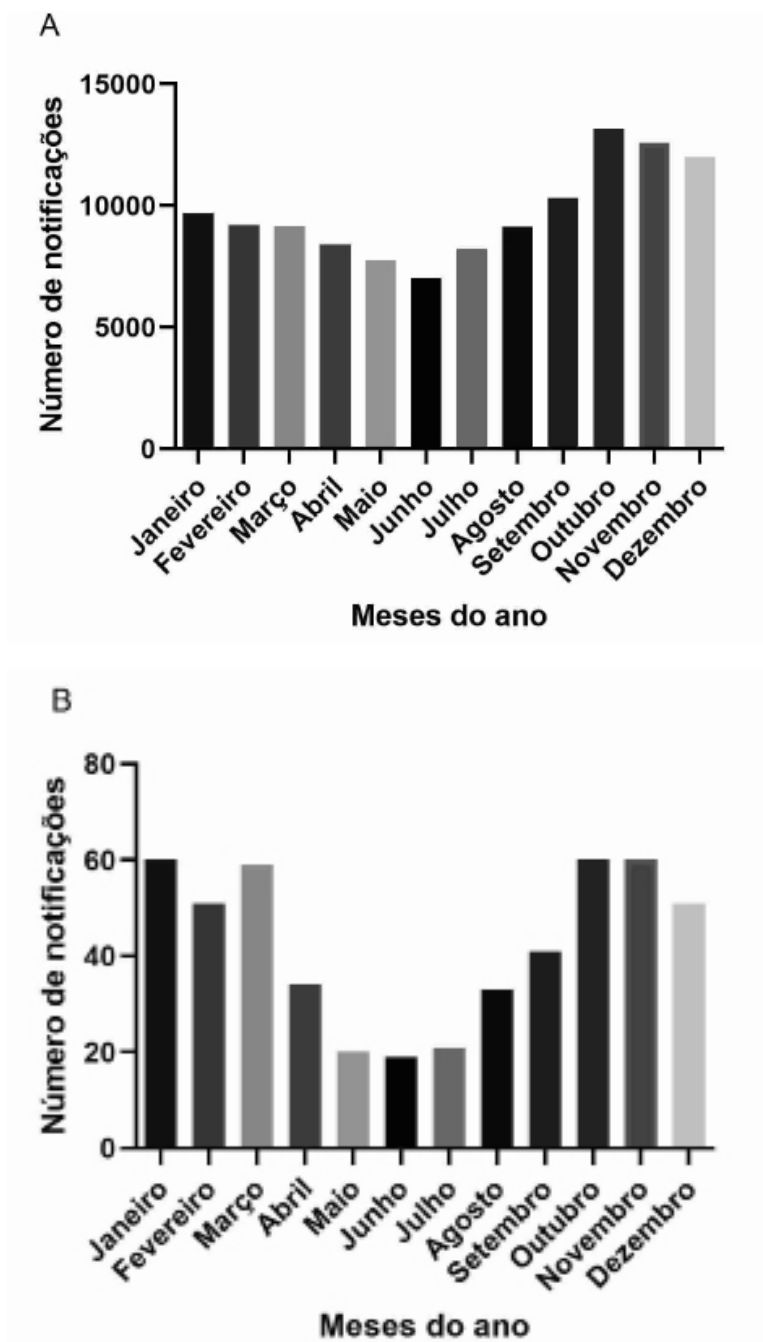 A
15000
10000
5000
0
Número de notificações
Janeiro
Fevereiro
Março
Abril
Maio
Junho
Julho
Agosto
Setembro
Outubro
Novembro
Dezembro
Meses do ano
B
80
60
40
20
0
Número de notificações
Janeiro
Fevereiro
Março
Abril
Maio
Junho
Julho
Agosto
Setembro
Outubro
Novembro
Dezembro
Meses do ano